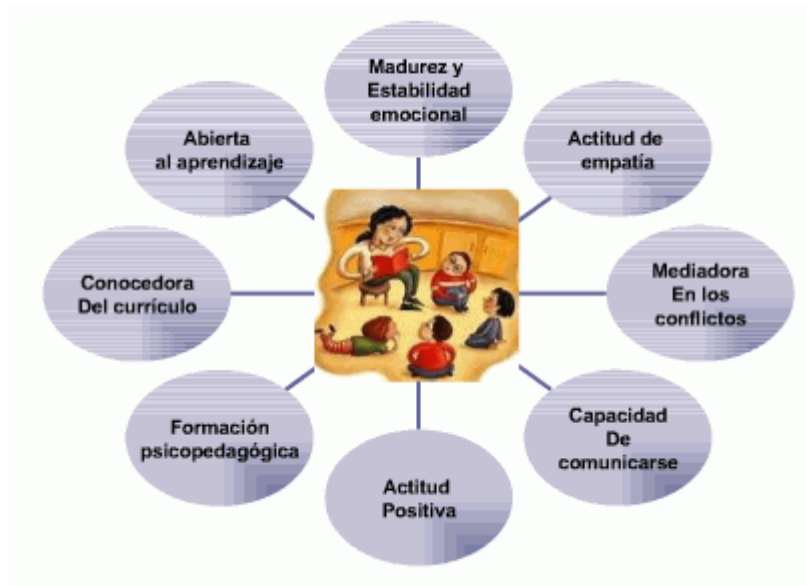 Madurez y
Estabilidad
emocional
Actitud de
empatía
Mediadora
En los
conflictos
Capacidad
De
comunicarse
Actitud
Positiva
Formación
psicopedagógica
Conocedora
Del currículo
Abierta
al aprendizaje